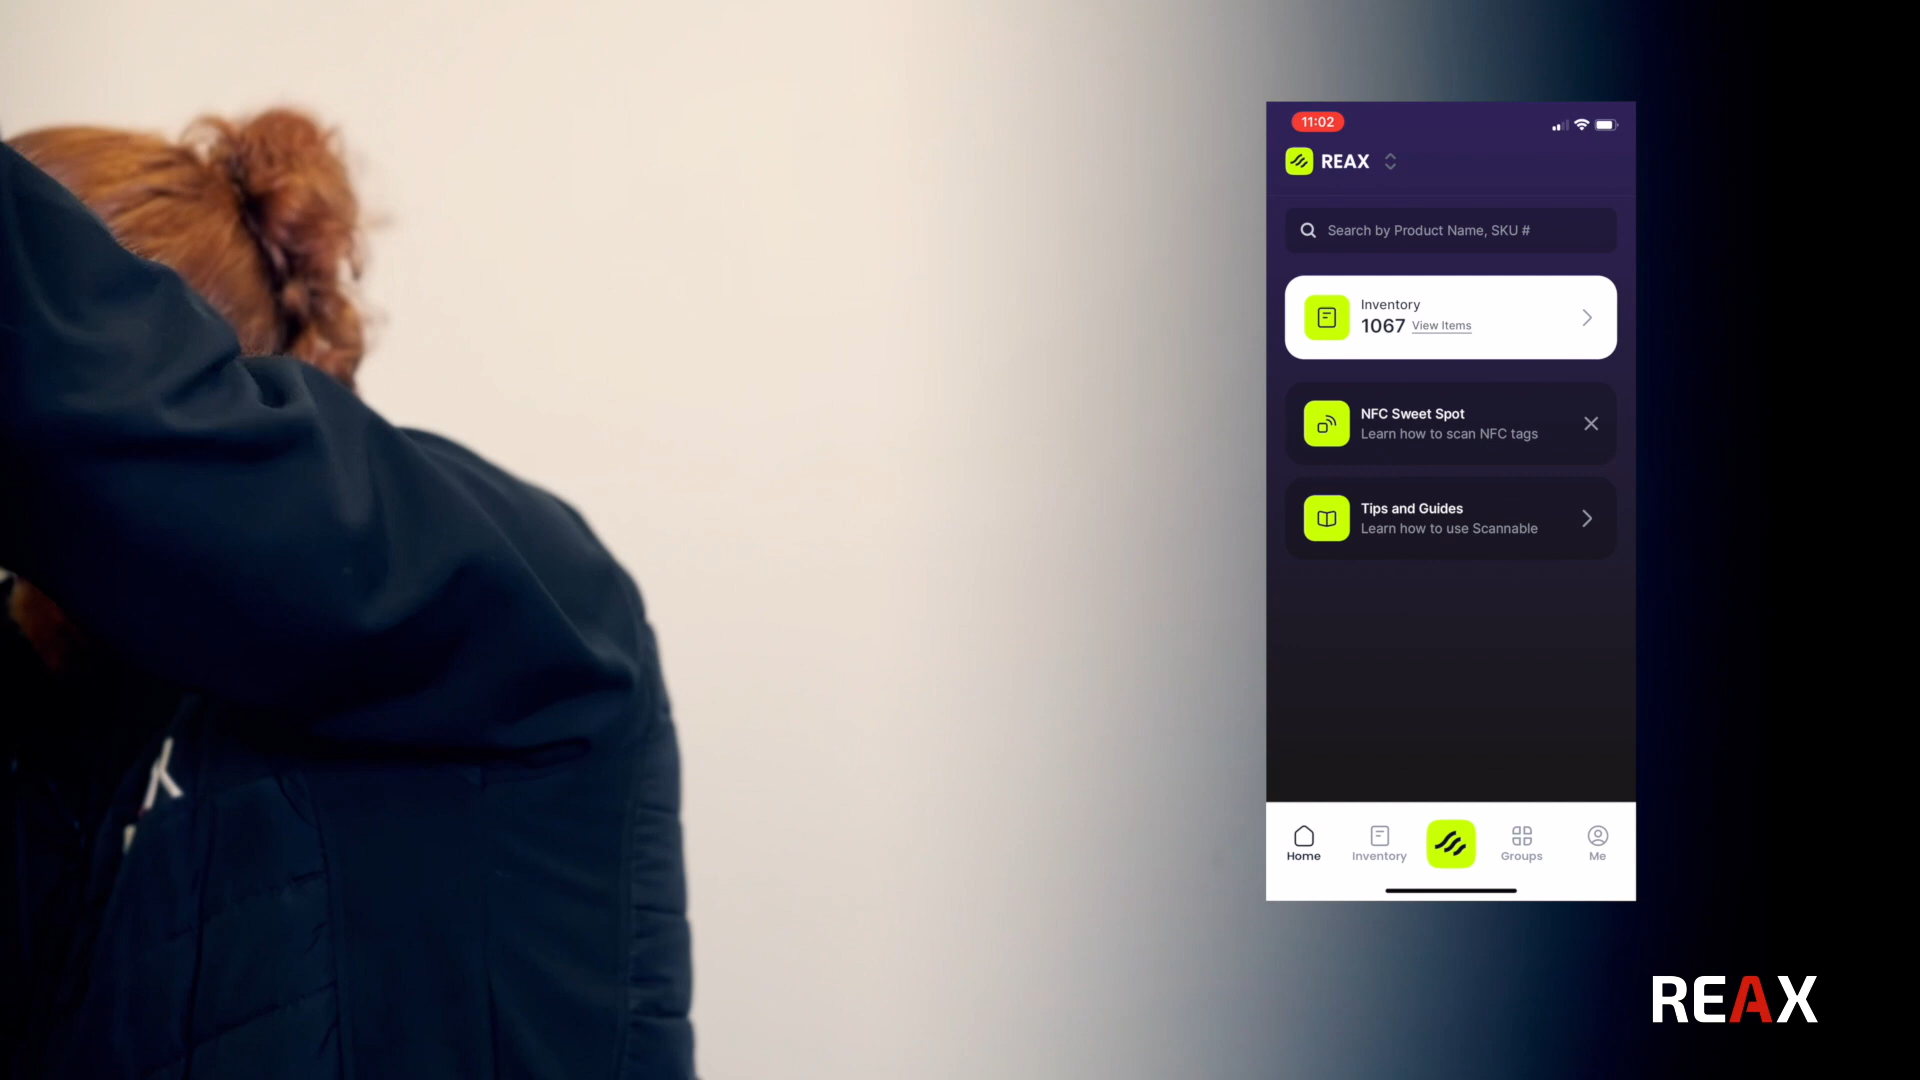 11:02
REAX
Search by Product Name, SKU #
Inventory
1067 View Items
NFC Sweet Spot
Learn how to scan NFC tags
Tips and Guides
Learn how to use Scannable
Home
Inventory
Groups
Me
REAX